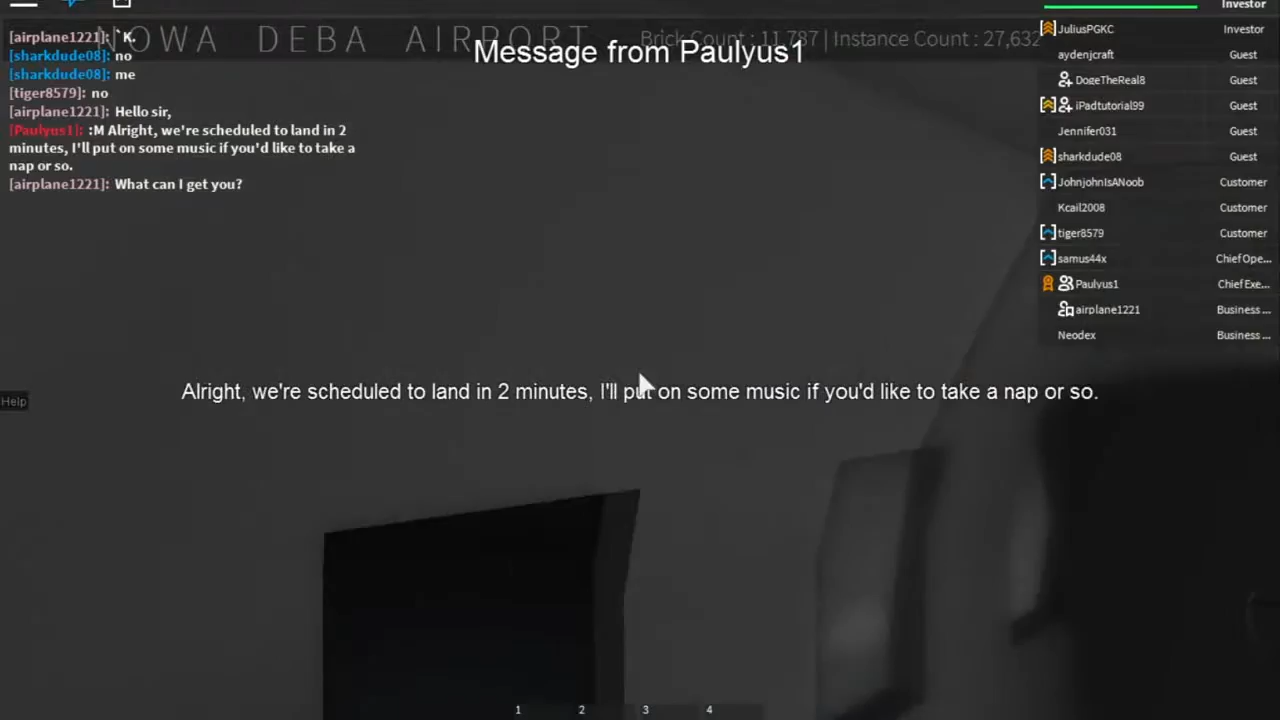 Investor
[airplane1221]: `K.
NOWA DEBA AIRPORT
Brick Count : 11,787 | Instance Count : 27,632
Message from Paulyus1
[sharkdude08]: no
[sharkdude08]: me
[tiger8579]: no
[airplane1221]: Hello sir,
[Paulyus1]: :M Alright, we're scheduled to land in 2
minutes, I'll put on some music if you'd like to take a
nap or so.
[airplane1221]: What can I get you?
JuliusPGKC Investor
aydenjcraft Guest
DogeTheReal8 Guest
iPadtutorial99 Guest
Jennifer031 Guest
sharkdude08 Guest
JohnjohnIsANoob Customer
Kcail2008 Customer
tiger8579 Customer
samus44x Chief Ope...
Paulyus1 Chief Exe...
airplane1221 Business ...
Neodex Business ...
Alright, we're scheduled to land in 2 minutes, I'll put on some music if you'd like to take a nap or so.
Help
1 2 3 4